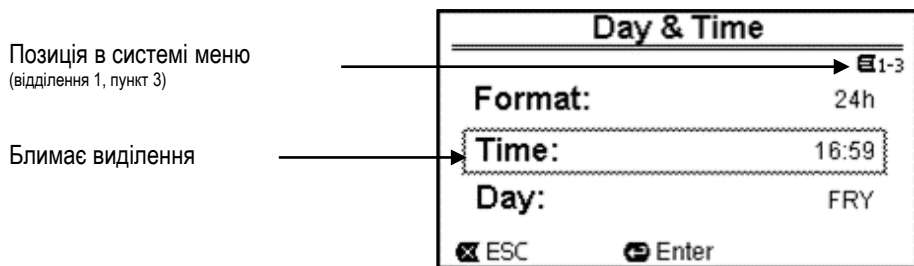 Day & Time
Позиція в системі меню
(відділення 1, пункт 3)
1-3
Format: 24h
Блимає виділення
Time: 16:59
Day: FRY
ESC Enter